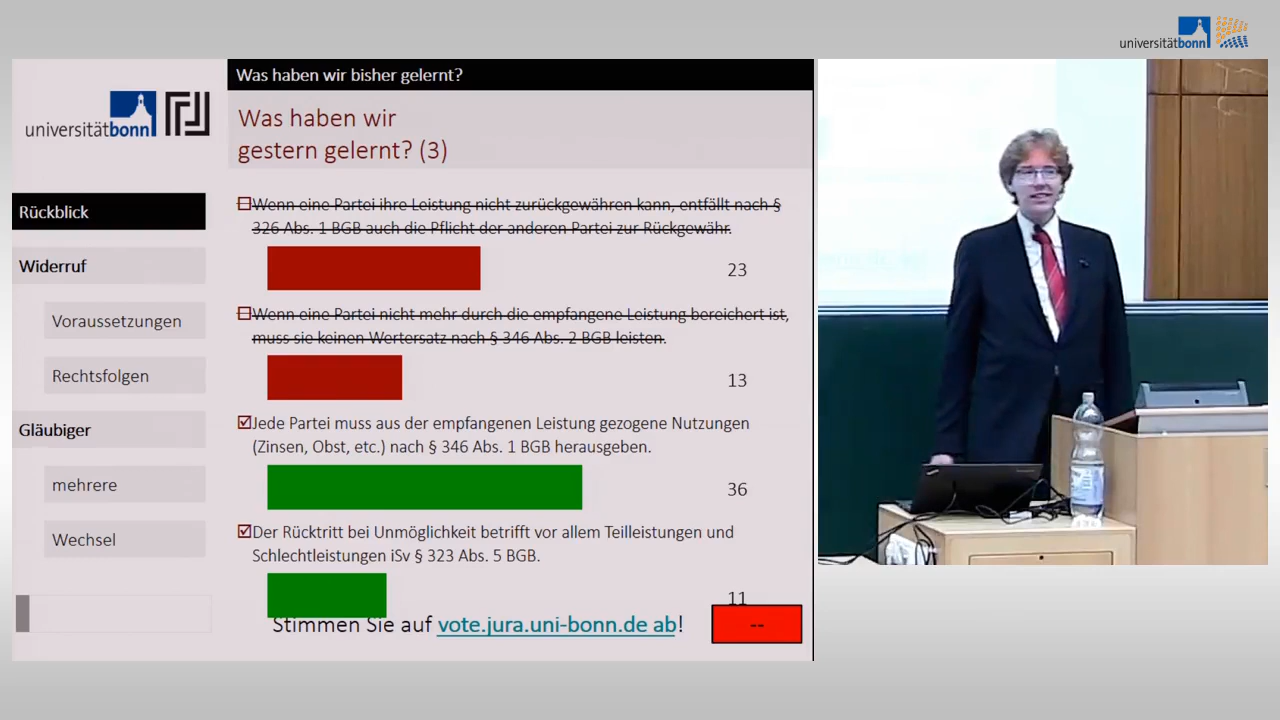 universitätbonn
Was haben wir bisher gelernt?
universitätbonn
Was haben wir
gestern gelernt? (3)
Rückblick
Widerruf
Voraussetzungen
Rechtsfolgen
Gläubiger
mehrere
Wechsel
Wenn eine Partei ihre Leistung nicht zurückgewähren kann, entfällt nach §
326 Abs. 1 BGB auch die Pflicht der anderen Partei zur Rückgewähr.
23
Wenn eine Partei nicht mehr durch die empfangene Leistung bereichert ist,
muss sie keinen Wertersatz nach § 346 Abs. 2 BGB leisten.
13
Jede Partei muss aus der empfangenen Leistung gezogene Nutzungen
(Zinsen, Obst, etc.) nach § 346 Abs. 1 BGB herausgeben.
36
Der Rücktritt bei Unmöglichkeit betrifft vor allem Teilleistungen und
Schlechtleistungen iSv § 323 Abs. 5 BGB.
11
Stimmen Sie auf vote.jura.uni-bonn.de ab!
--